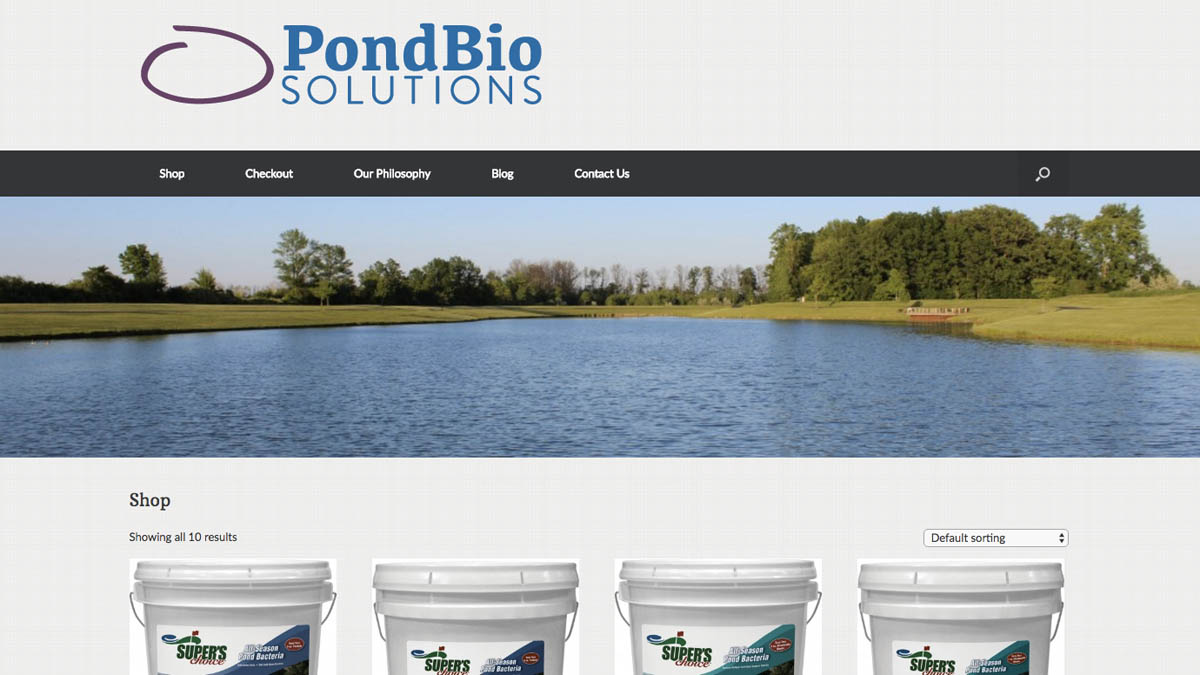 PondBio
SOLUTIONS
Shop
Checkout
Our Philosophy
Blog
Contact Us
Shop
Showing all 10 results
Default sorting
SUPER'S
choice
All-Season
Pond Bacteria
SUPER'S
choice
All-Season
Pond Bacteria
SUPER'S
choice
All-Season
Pond Bacteria
SUPER'S
choice
All-Season
Pond Bacteria